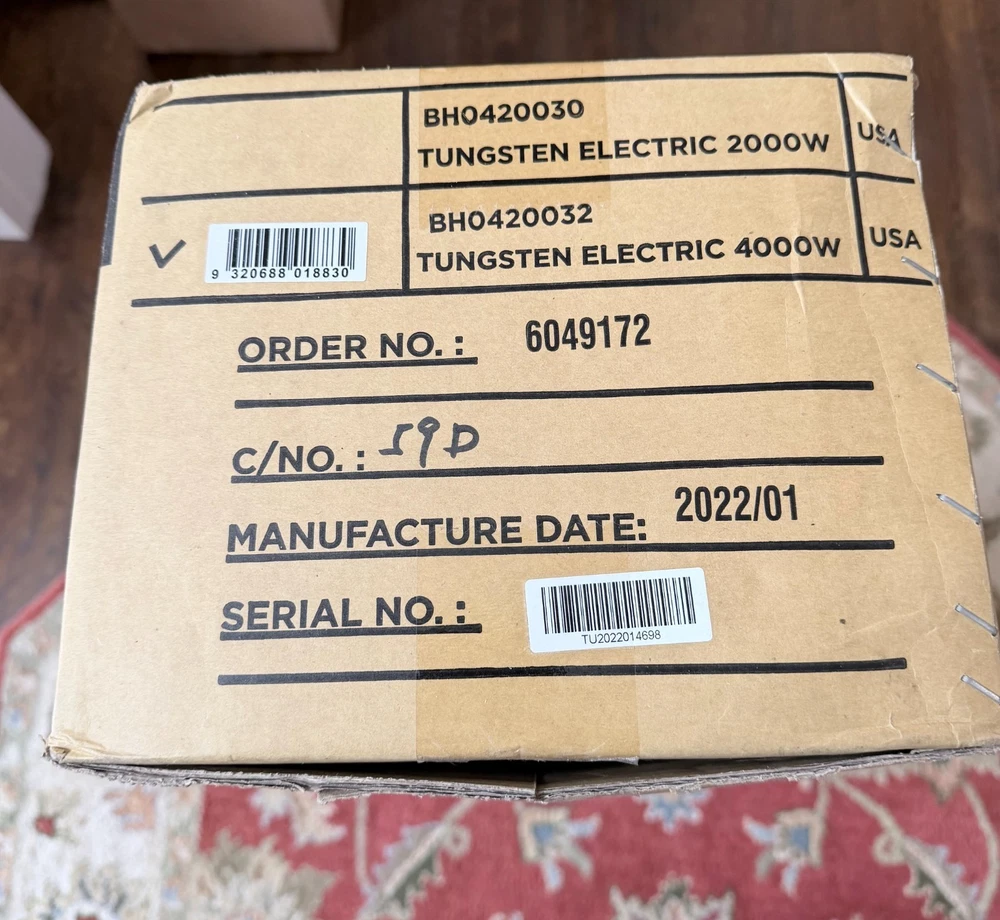 BH0420030
TUNGSTEN ELECTRIC 2000W
USA
BH0420032
TUNGSTEN ELECTRIC 4000W
USA
9 320688 018830
ORDER NO. : 6049172
C/NO. : 59D
MANUFACTURE DATE: 2022/01
SERIAL NO. :
TU2022014698